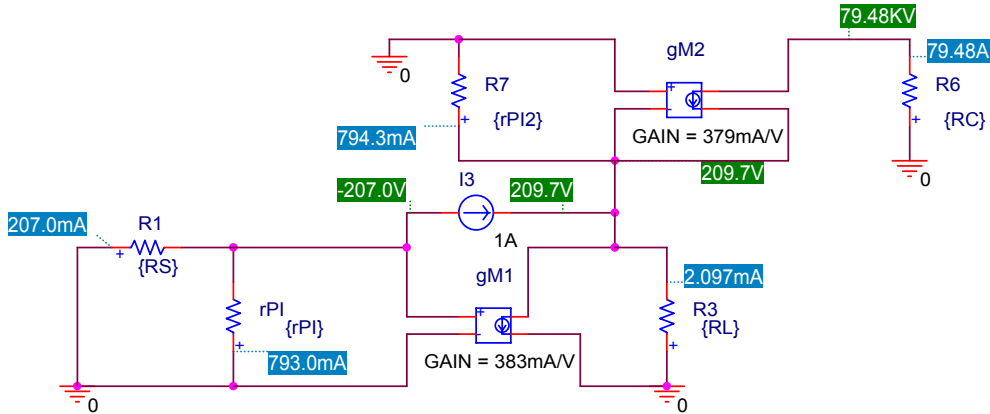 79.48KV
gM2
79.48A
0
R7
R6
{rPI2}
{RC}
794.3mA
GAIN = 379mA/V
0
I3
209.7V
-207.0V
209.7V
207.0mA
R1
1A
{RS}
gM1
2.097mA
rPI
R3
{rPI}
{RL}
793.0mA
GAIN = 383mA/V
0
0